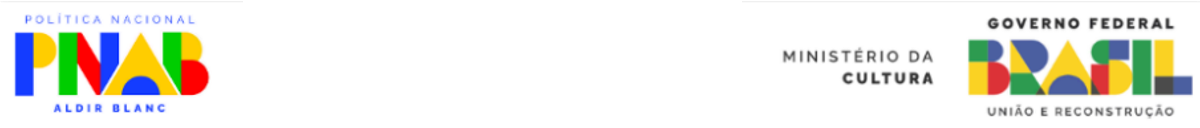 POLÍTICA NACIONAL
PNAB
ALDIR BLANC
MINISTÉRIO DA
CULTURA
GOVERNO FEDERAL
BRASIL
UNIÃO E RECONSTRUÇÃO